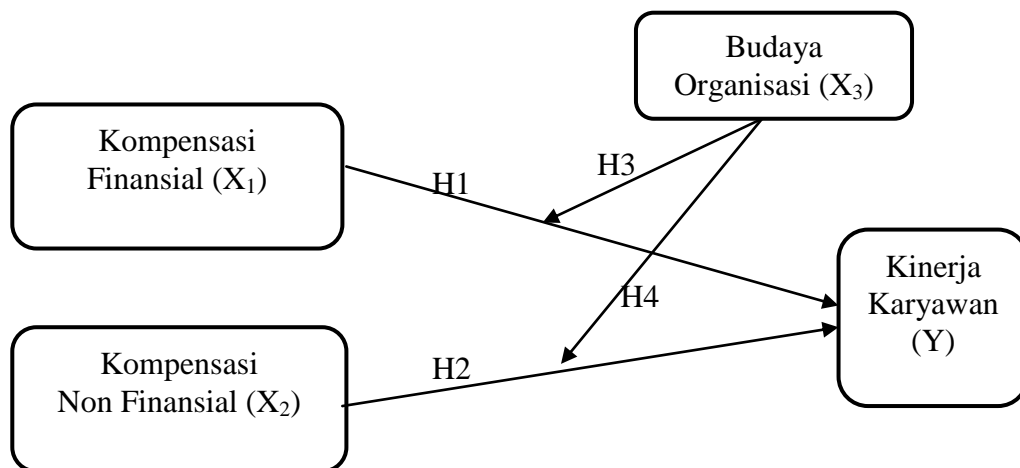 Budaya
Organisasi (X₃)
Kompensasi
Finansial (X₁)
H1
H3
Kinerja
Karyawan
(Y)
H4
Kompensasi
Non Finansial (X₂)
H2